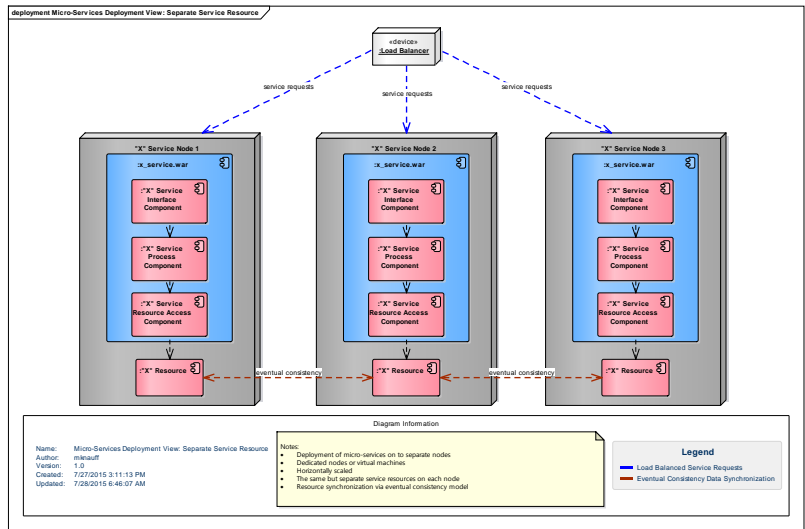 deployment Micro-Services Deployment View: Separate Service Resource
«device»
:Load Balancer
service requests
service requests
service requests
"X" Service Node 1
:x_service.war
:"X" Service
Interface
Component
:"X" Service
Process
Component
:"X" Service
Resource Access
Component
:"X" Resource
"X" Service Node 2
:x_service.war
:"X" Service
Interface
Component
:"X" Service
Process
Component
:"X" Service
Resource Access
Component
:"X" Resource
"X" Service Node 3
:x_service.war
:"X" Service
Interface
Component
:"X" Service
Process
Component
:"X" Service
Resource Access
Component
:"X" Resource
eventual consistency
eventual consistency
Diagram Information
Name: Micro-Services Deployment View: Separate Service Resource
Author: mknauff
Version: 1.0
Created: 7/27/2015 3:11:13 PM
Updated: 7/28/2015 6:46:07 AM
Notes:
• Deployment of micro-services on to separate nodes
• Dedicated nodes or virtual machines
• Horizontally scaled
• The same but separate service resources on each node
• Resource synchronization via eventual consistency model
Legend
Load Balanced Service Requests
Eventual Consistency Data Synchronization